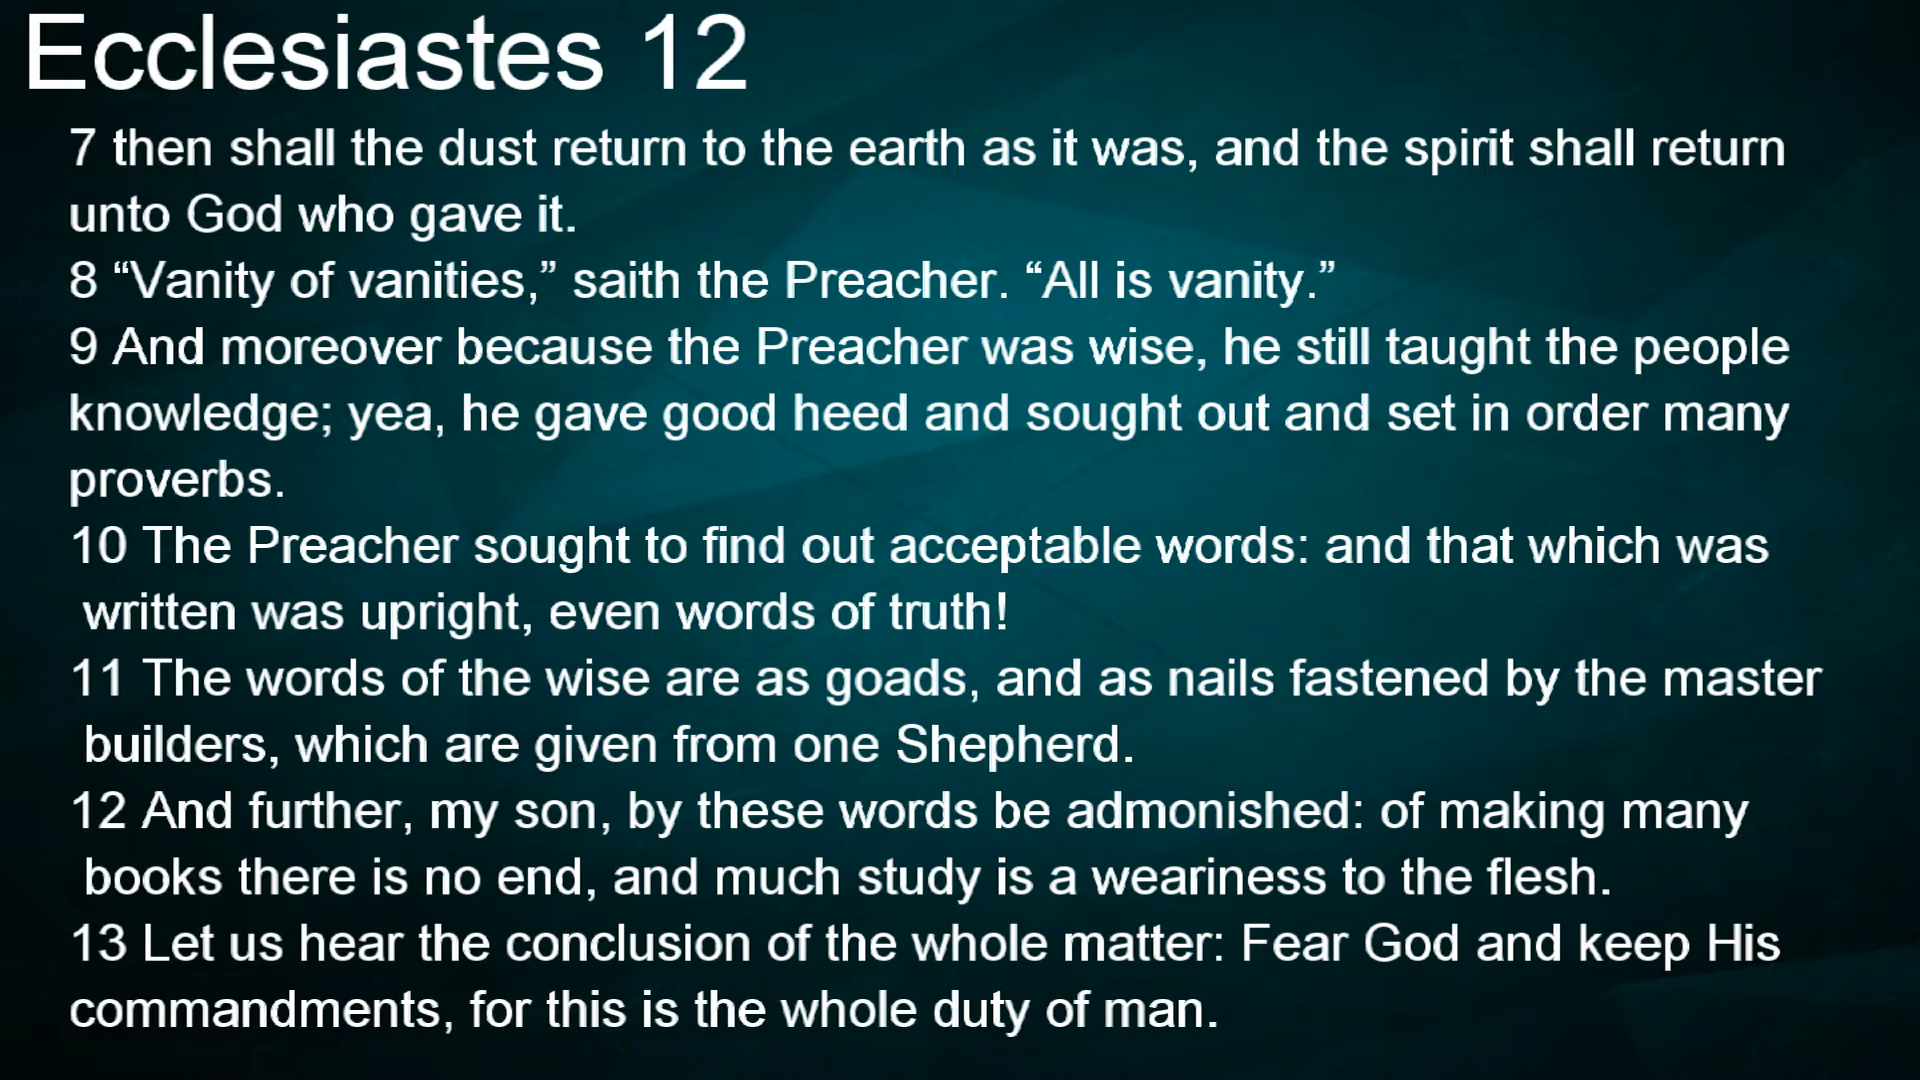 Ecclesiastes 12
7 then shall the dust return to the earth as it was, and the spirit shall return
unto God who gave it.
8 “Vanity of vanities,” saith the Preacher. “All is vanity.”
9 And moreover because the Preacher was wise, he still taught the people
knowledge; yea, he gave good heed and sought out and set in order many
proverbs.
10 The Preacher sought to find out acceptable words: and that which was
written was upright, even words of truth!
11 The words of the wise are as goads, and as nails fastened by the master
builders, which are given from one Shepherd.
12 And further, my son, by these words be admonished: of making many
books there is no end, and much study is a weariness to the flesh.
13 Let us hear the conclusion of the whole matter: Fear God and keep His
commandments, for this is the whole duty of man.